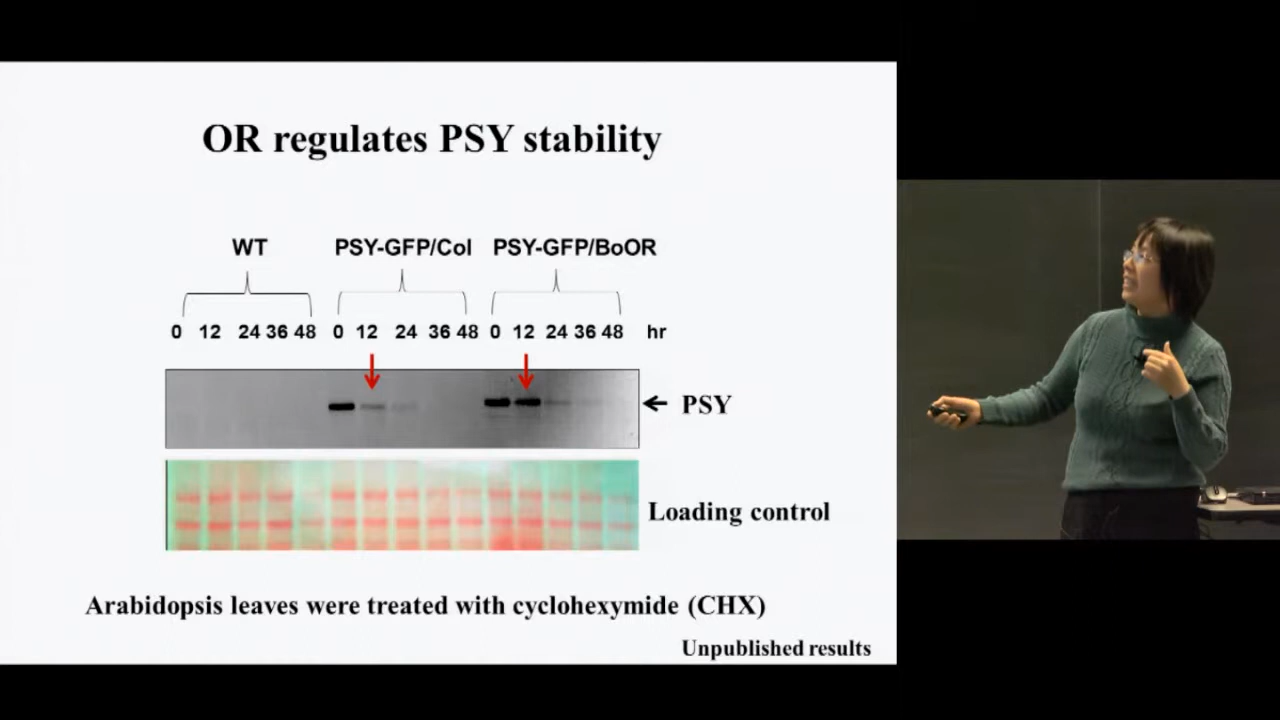 OR regulates PSY stability
WT PSY-GFP/Col PSY-GFP/BoOR
0 12 24 36 48 0 12 24 36 48 0 12 24 36 48 hr
PSY
Loading control
Arabidopsis leaves were treated with cyclohexymide (CHX)
Unpublished results